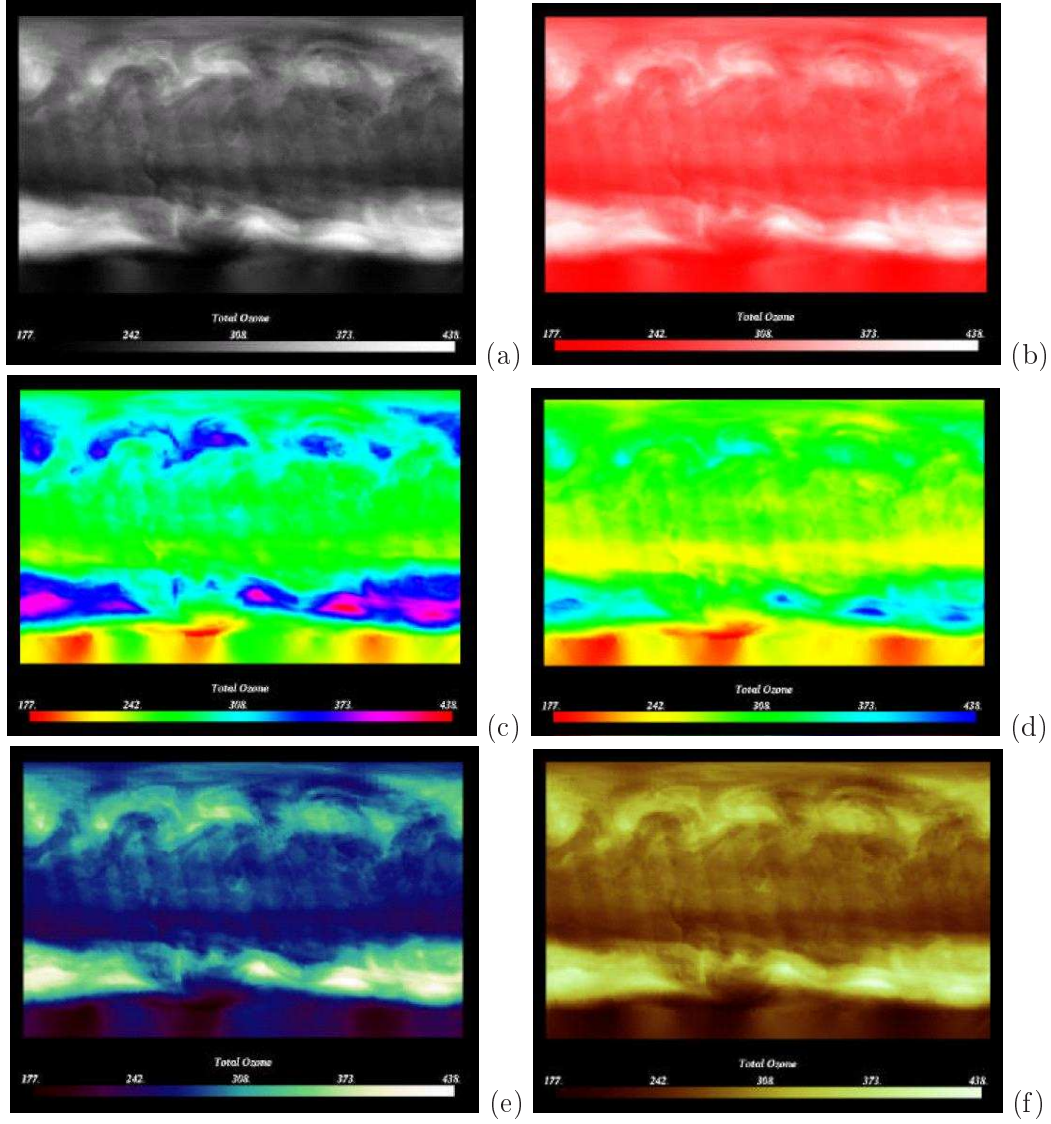 Total Ozone
177. 242. 308. 373. 438.
(a)
Total Ozone
177. 242. 308. 373. 438.
(b)
Total Ozone
177. 242. 308. 373. 438.
(c)
Total Ozone
177. 242. 308. 373. 438.
(d)
Total Ozone
177. 242. 308. 373. 438.
(e)
Total Ozone
177. 242. 308. 373. 438.
(f)